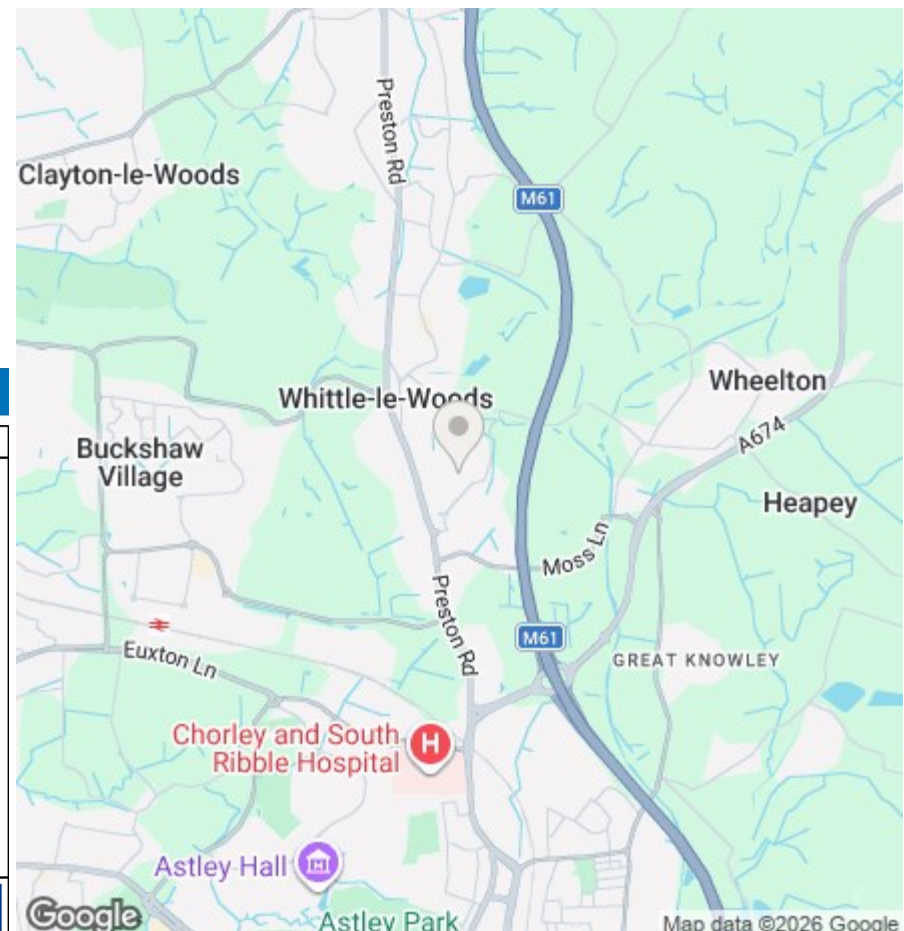 Preston Rd
Clayton-le-Woods
M61
Wheelton
Whittle-le-Woods
A674
Buckshaw
Village
Heapey
Moss Ln
Preston Rd
M61
Euxton Ln
GREAT KNOWLEY
Chorley and South
Ribble Hospital
H
Astley Hall
Astley Park
Google
Map data ©2026 Google